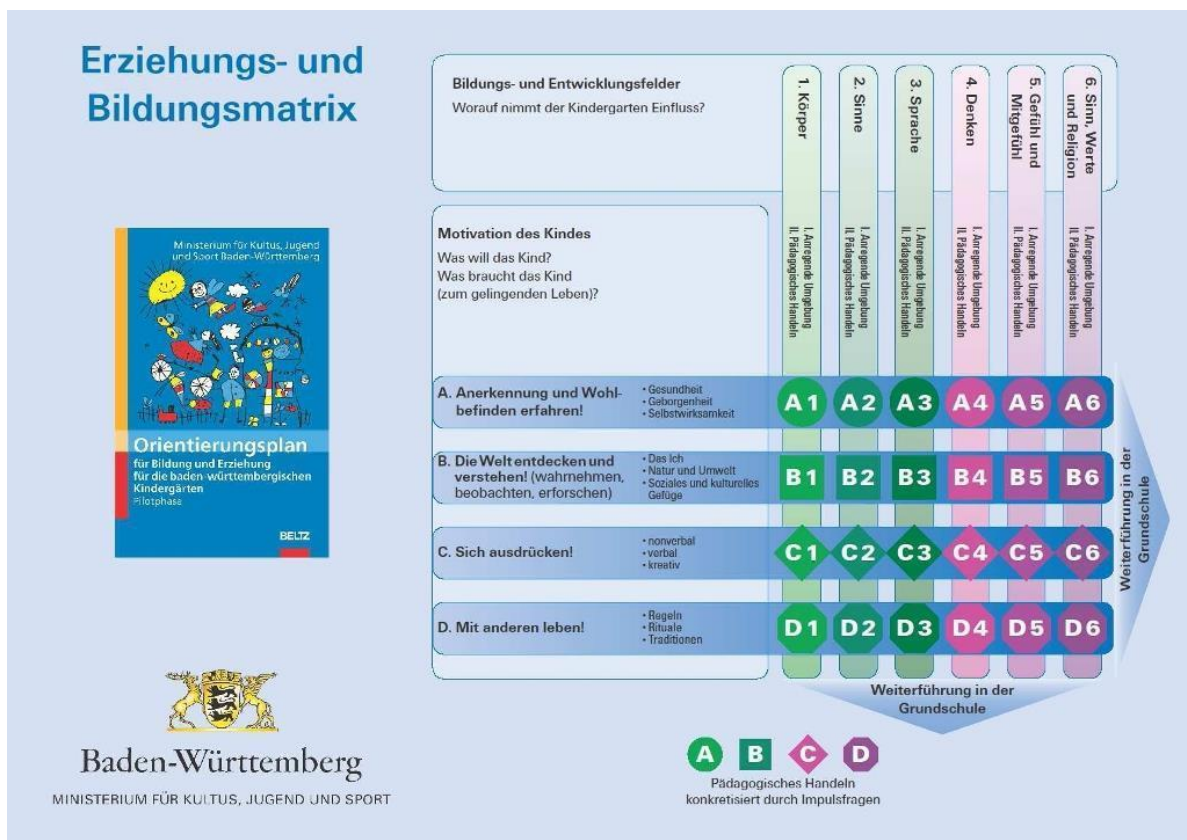 Erziehungs- und
Bildungsmatrix
Ministerium für Kultus, Jugend
und Sport Baden-Württemberg
Orientierungsplan
für Bildung und Erziehung
für die baden-württembergischen
Kindergärten
Pilotphase
BELTZ
Baden-Württemberg
MINISTERIUM FÜR KULTUS, JUGEND UND SPORT
Bildungs- und Entwicklungsfelder
Worauf nimmt der Kindergarten Einfluss?
1. Körper
2. Sinne
3. Sprache
4. Denken
5. Gefühl und
Mitgefühl
6. Sinn, Werte
und Religion
Motivation des Kindes
Was will das Kind?
Was braucht das Kind
(zum gelingenden Leben)?
I. Anregende Umgebung
II. Pädagogisches Handeln
I. Anregende Umgebung
II. Pädagogisches Handeln
I. Anregende Umgebung
II. Pädagogisches Handeln
I. Anregende Umgebung
II. Pädagogisches Handeln
I. Anregende Umgebung
II. Pädagogisches Handeln
I. Anregende Umgebung
II. Pädagogisches Handeln
A. Anerkennung und Wohl-
befinden erfahren!
• Gesundheit
• Geborgenheit
• Selbstwirksamkeit
A1 A2 A3 A4 A5 A6
B. Die Welt entdecken und
verstehen! (wahrnehmen,
beobachten, erforschen)
• Das Ich
• Natur und Umwelt
• Soziales und kulturelles
Gefüge
B1 B2 B3 B4 B5 B6
C. Sich ausdrücken!
• nonverbal
• verbal
• kreativ
C1 C2 C3 C4 C5 C6
D. Mit anderen leben!
• Regeln
• Rituale
• Traditionen
D1 D2 D3 D4 D5 D6
Weiterführung in der
Grundschule
Weiterführung in der
Grundschule
A B C D
Pädagogisches Handeln
konkretisiert durch Impulsfragen